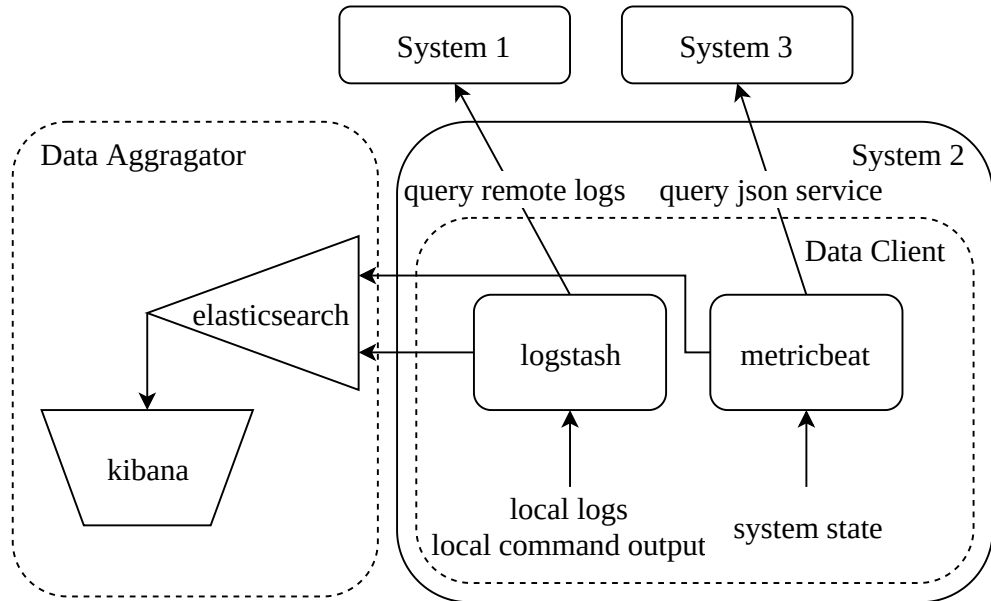 System 1
System 3
Data Aggragator
System 2
query remote logs
query json service
Data Client
elasticsearch
logstash
metricbeat
kibana
local logs
local command output
system state